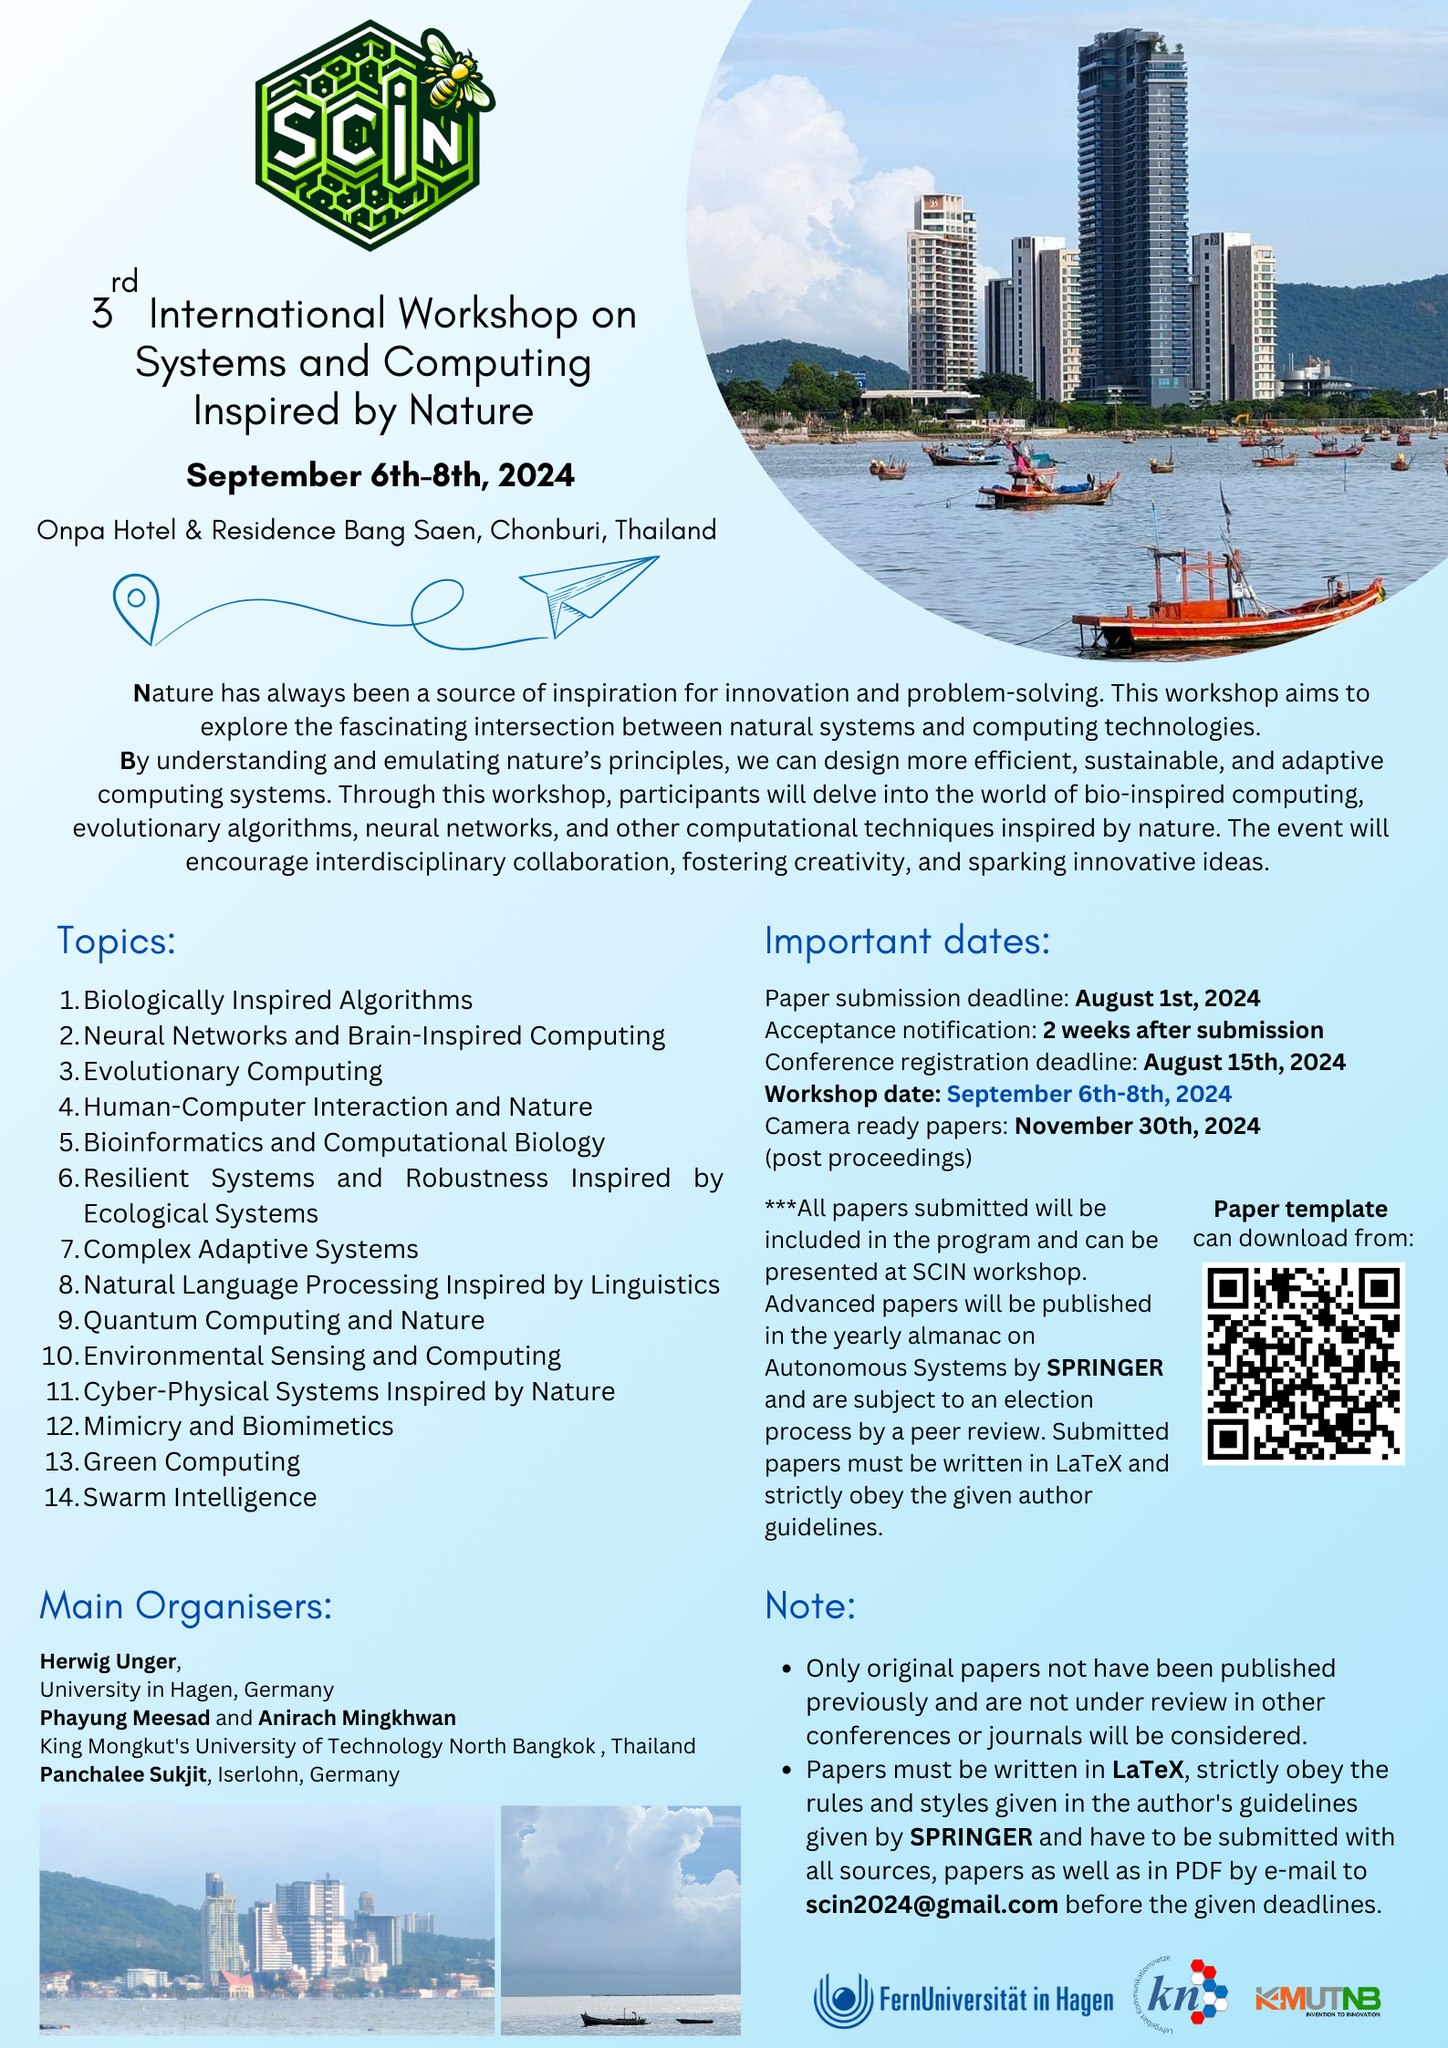 SCiN
3rd International Workshop on
Systems and Computing
Inspired by Nature
September 6th-8th, 2024
Onpa Hotel & Residence Bang Saen, Chonburi, Thailand
Nature has always been a source of inspiration for innovation and problem-solving. This workshop aims to
explore the fascinating intersection between natural systems and computing technologies.
By understanding and emulating nature’s principles, we can design more efficient, sustainable, and adaptive
computing systems. Through this workshop, participants will delve into the world of bio-inspired computing,
evolutionary algorithms, neural networks, and other computational techniques inspired by nature. The event will
encourage interdisciplinary collaboration, fostering creativity, and sparking innovative ideas.
Topics:
1. Biologically Inspired Algorithms
2. Neural Networks and Brain-Inspired Computing
3. Evolutionary Computing
4. Human-Computer Interaction and Nature
5. Bioinformatics and Computational Biology
6. Resilient Systems and Robustness Inspired by
Ecological Systems
7. Complex Adaptive Systems
8. Natural Language Processing Inspired by Linguistics
9. Quantum Computing and Nature
10. Environmental Sensing and Computing
11. Cyber-Physical Systems Inspired by Nature
12. Mimicry and Biomimetics
13. Green Computing
14. Swarm Intelligence
Important dates:
Paper submission deadline: August 1st, 2024
Acceptance notification: 2 weeks after submission
Conference registration deadline: August 15th, 2024
Workshop date: September 6th-8th, 2024
Camera ready papers: November 30th, 2024
(post proceedings)
***All papers submitted will be
included in the program and can be
presented at SCIN workshop.
Advanced papers will be published
in the yearly almanac on
Autonomous Systems by SPRINGER
and are subject to an election
process by a peer review. Submitted
papers must be written in LaTeX and
strictly obey the given author
guidelines.
Paper template
can download from:
Main Organisers:
Herwig Unger,
University in Hagen, Germany
Phayung Meesad and Anirach Mingkhwan
King Mongkut's University of Technology North Bangkok , Thailand
Panchalee Sukjit, Iserlohn, Germany
Note:
• Only original papers not have been published
previously and are not under review in other
conferences or journals will be considered.
• Papers must be written in LaTeX, strictly obey the
rules and styles given in the author's guidelines
given by SPRINGER and have to be submitted with
all sources, papers as well as in PDF by e-mail to
scin2024@gmail.com before the given deadlines.
FernUniversität in Hagen
Lehrgebiet Kommunikationsnetze
kn
KMUTNB
INVENTION TO INNOVATION